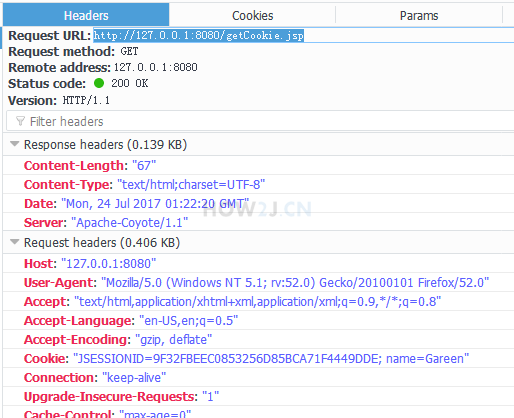 Headers Cookies Params
Request URL: http://127.0.0.1:8080/getCookie.jsp
Request method: GET
Remote address: 127.0.0.1:8080
Status code: 200 OK
Version: HTTP/1.1
Filter headers
Response headers (0.139 KB)
Content-Length: "67"
Content-Type: "text/html;charset=UTF-8"
Date: "Mon, 24 Jul 2017 01:22:20 GMT"
HOW2J.CN
Server: "Apache-Coyote/1.1"
Request headers (0.406 KB)
Host: "127.0.0.1:8080"
User-Agent: "Mozilla/5.0 (Windows NT 5.1; rv:52.0) Gecko/20100101 Firefox/52.0"
Accept: "text/html,application/xhtml+xml,application/xml;q=0.9,*/*;q=0.8"
Accept-Language: "en-US,en;q=0.5"
Accept-Encoding: "gzip, deflate"
Cookie: "JSESSIONID=9F32FBEEC0853256D85BCA71F4449DDE; name=Gareen"
Connection: "keep-alive"
Upgrade-Insecure-Requests: "1"
Cache-Control: "max-age=0"